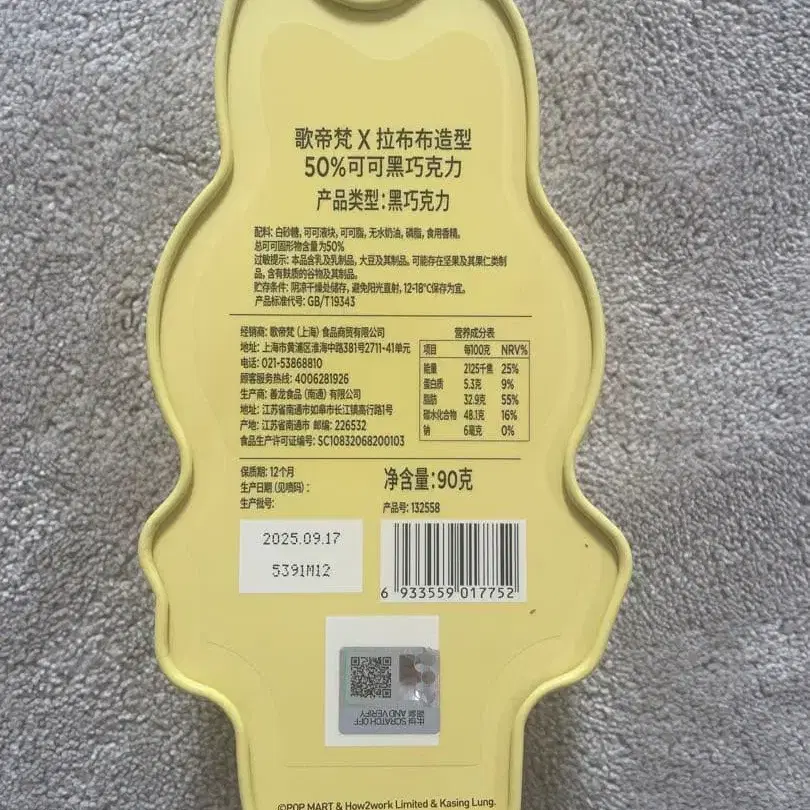 歌帝梵 X 拉布布造型
50%可可黑巧克力
产品类型:黑巧克力
配料: 白砂糖, 可可液块, 可可脂, 无水奶油, 磷脂, 食用香精。
总可可固形物含量为50%
过敏提示: 本品含乳及乳制品, 大豆及其制品。可能存在坚果及其果仁类制
品, 含有麸质的谷物及其制品。
贮存条件: 阴凉干燥处储存, 避免阳光直射, 12-18℃保存为宜。
产品标准代号: GB/T19343
经销商: 歌帝梵 (上海) 食品商贸有限公司
地址: 上海市黄浦区淮海中路381号2711-41单元
电话: 021-53868810
顾客服务热线: 4006281926
生产商: 善龙食品 (南通) 有限公司
地址: 江苏省南通市如皋市长江镇高行路1号
产地: 江苏省南通市 邮编: 226532
食品生产许可证编号: SC10832068200103
营养成分表
项目 每100克 NRV%
能量 2125千焦 25%
蛋白质 5.3克 9%
脂肪 32.9克 55%
碳水化合物 48.1克 16%
钠 6毫克 0%
保质期: 12个月
生产日期 (见喷码) :
生产批号:
净含量:90克
产品号: 132558
2025.09.17
5391M12
6 933559 017752
SCRATCH OFF
AND VERIFY
©POP MART & How2work Limited & Kasing Lung.